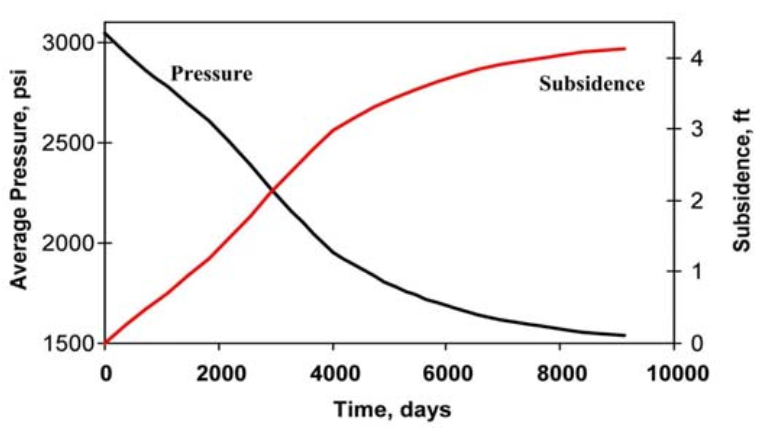 3000
2500
2000
1500
Average Pressure, psi
Pressure
Subsidence
4
3
2
1
0
Subsidence, ft
0 2000 4000 6000 8000 10000
Time, days